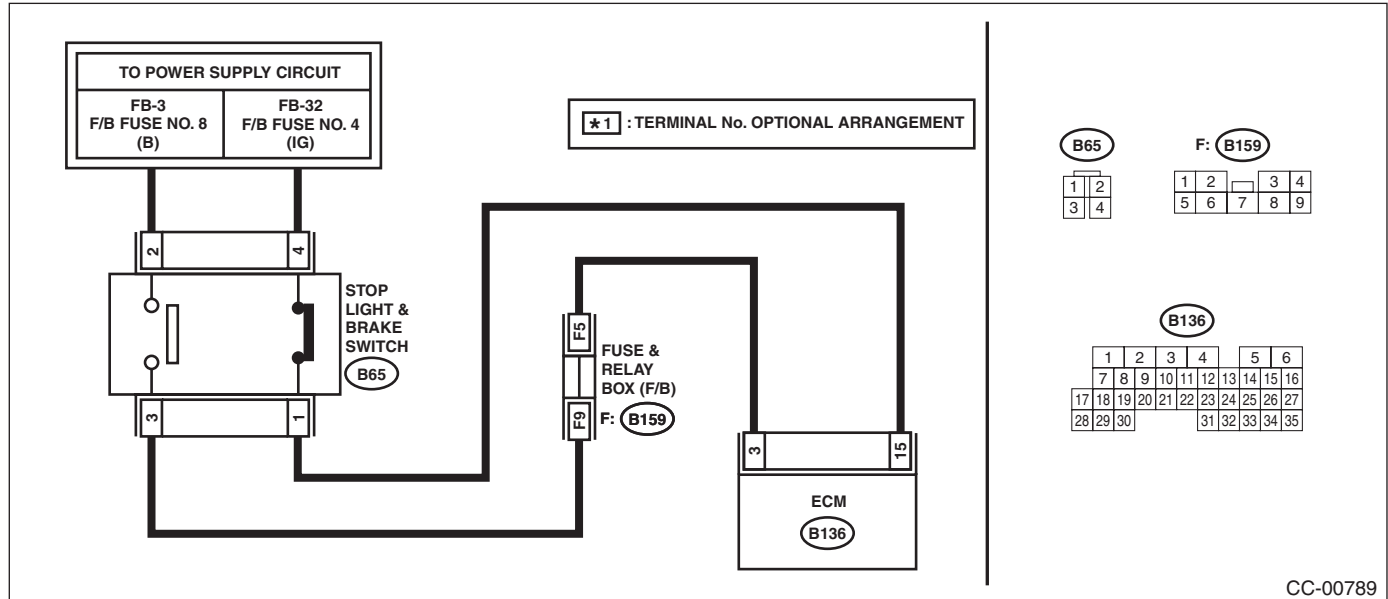 TO POWER SUPPLY CIRCUIT
FB-3
F/B FUSE NO. 8
(B)
FB-32
F/B FUSE NO. 4
(IG)
*1 : TERMINAL No. OPTIONAL ARRANGEMENT
2
4
STOP
LIGHT &
BRAKE
SWITCH
B65
3
1
F5
FUSE &
RELAY
BOX (F/B)
F9
F: B159
3
15
ECM
B136
B65
1 2
3 4
F: B159
1 2 3 4
5 6 7 8 9
B136
1 2 3 4 5 6
7 8 9 10 11 12 13 14 15 16
17 18 19 20 21 22 23 24 25 26 27
28 29 30 31 32 33 34 35
CC-00789